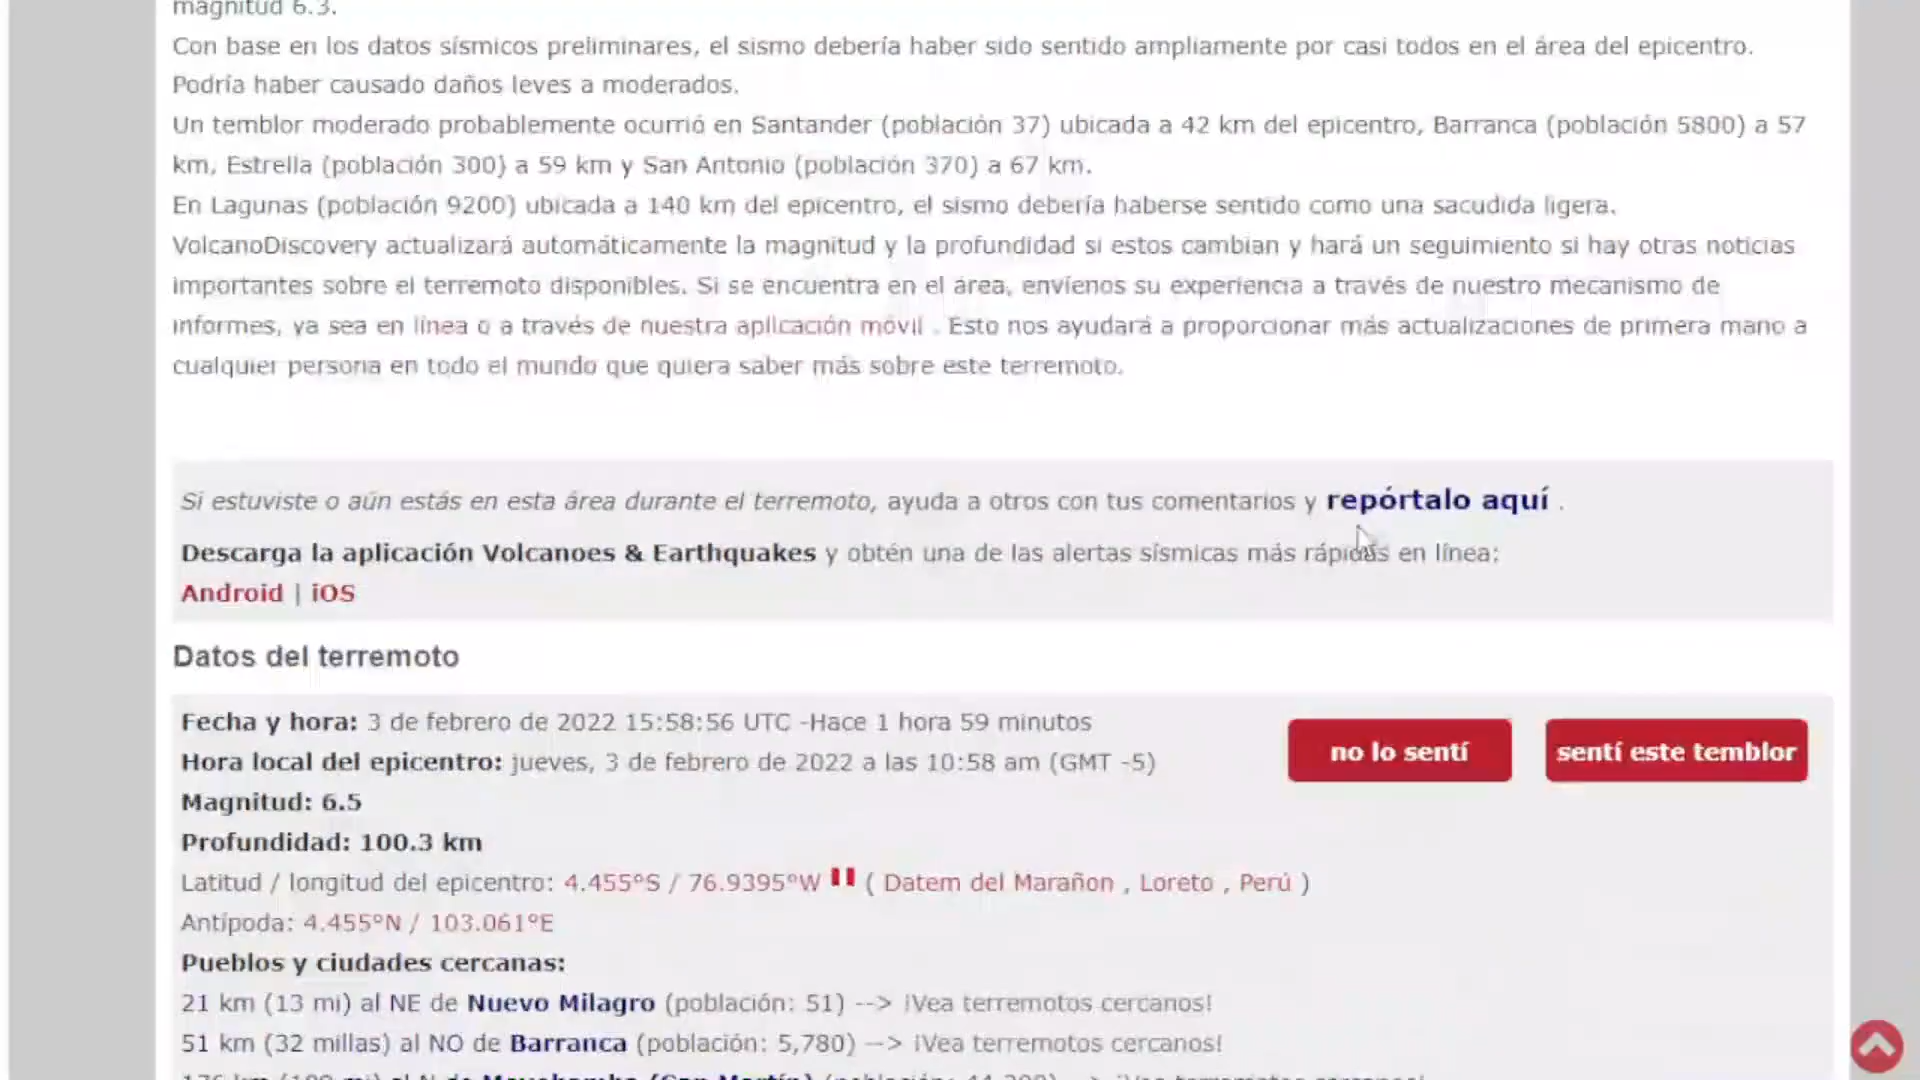 magnitud 6.3.
Con base en los datos sísmicos preliminares, el sismo debería haber sido sentido ampliamente por casi todos en el área del epicentro.
Podría haber causado daños leves a moderados.
Un temblor moderado probablemente ocurrió en Santander (población 37) ubicada a 42 km del epicentro, Barranca (población 5800) a 57
km, Estrella (población 300) a 59 km y San Antonio (población 370) a 67 km.
En Lagunas (población 9200) ubicada a 140 km del epicentro, el sismo debería haberse sentido como una sacudida ligera.
VolcanoDiscovery actualizará automáticamente la magnitud y la profundidad si estos cambian y hará un seguimiento si hay otras noticias
importantes sobre el terremoto disponibles. Si se encuentra en el área, envíenos su experiencia a través de nuestro mecanismo de
informes, ya sea en línea o a través de nuestra aplicación móvil . Esto nos ayudará a proporcionar más actualizaciones de primera mano a
cualquier persona en todo el mundo que quiera saber más sobre este terremoto.
Si estuviste o aún estás en esta área durante el terremoto, ayuda a otros con tus comentarios y repórtalo aquí .
Descarga la aplicación Volcanoes & Earthquakes y obtén una de las alertas sísmicas más rápidas en línea:
Android | iOS
Datos del terremoto
Fecha y hora: 3 de febrero de 2022 15:58:56 UTC -Hace 1 hora 59 minutos
no lo sentí
sentí este temblor
Hora local del epicentro: jueves, 3 de febrero de 2022 a las 10:58 am (GMT -5)
Magnitud: 6.5
Profundidad: 100.3 km
Latitud / longitud del epicentro: 4.455°S / 76.9395°W ( Datem del Marañon , Loreto , Perú )
Antípoda: 4.455°N / 103.061°E
Pueblos y ciudades cercanas:
21 km (13 mi) al NE de Nuevo Milagro (población: 51) --> ¡Vea terremotos cercanos!
51 km (32 millas) al NO de Barranca (población: 5,780) --> ¡Vea terremotos cercanos!